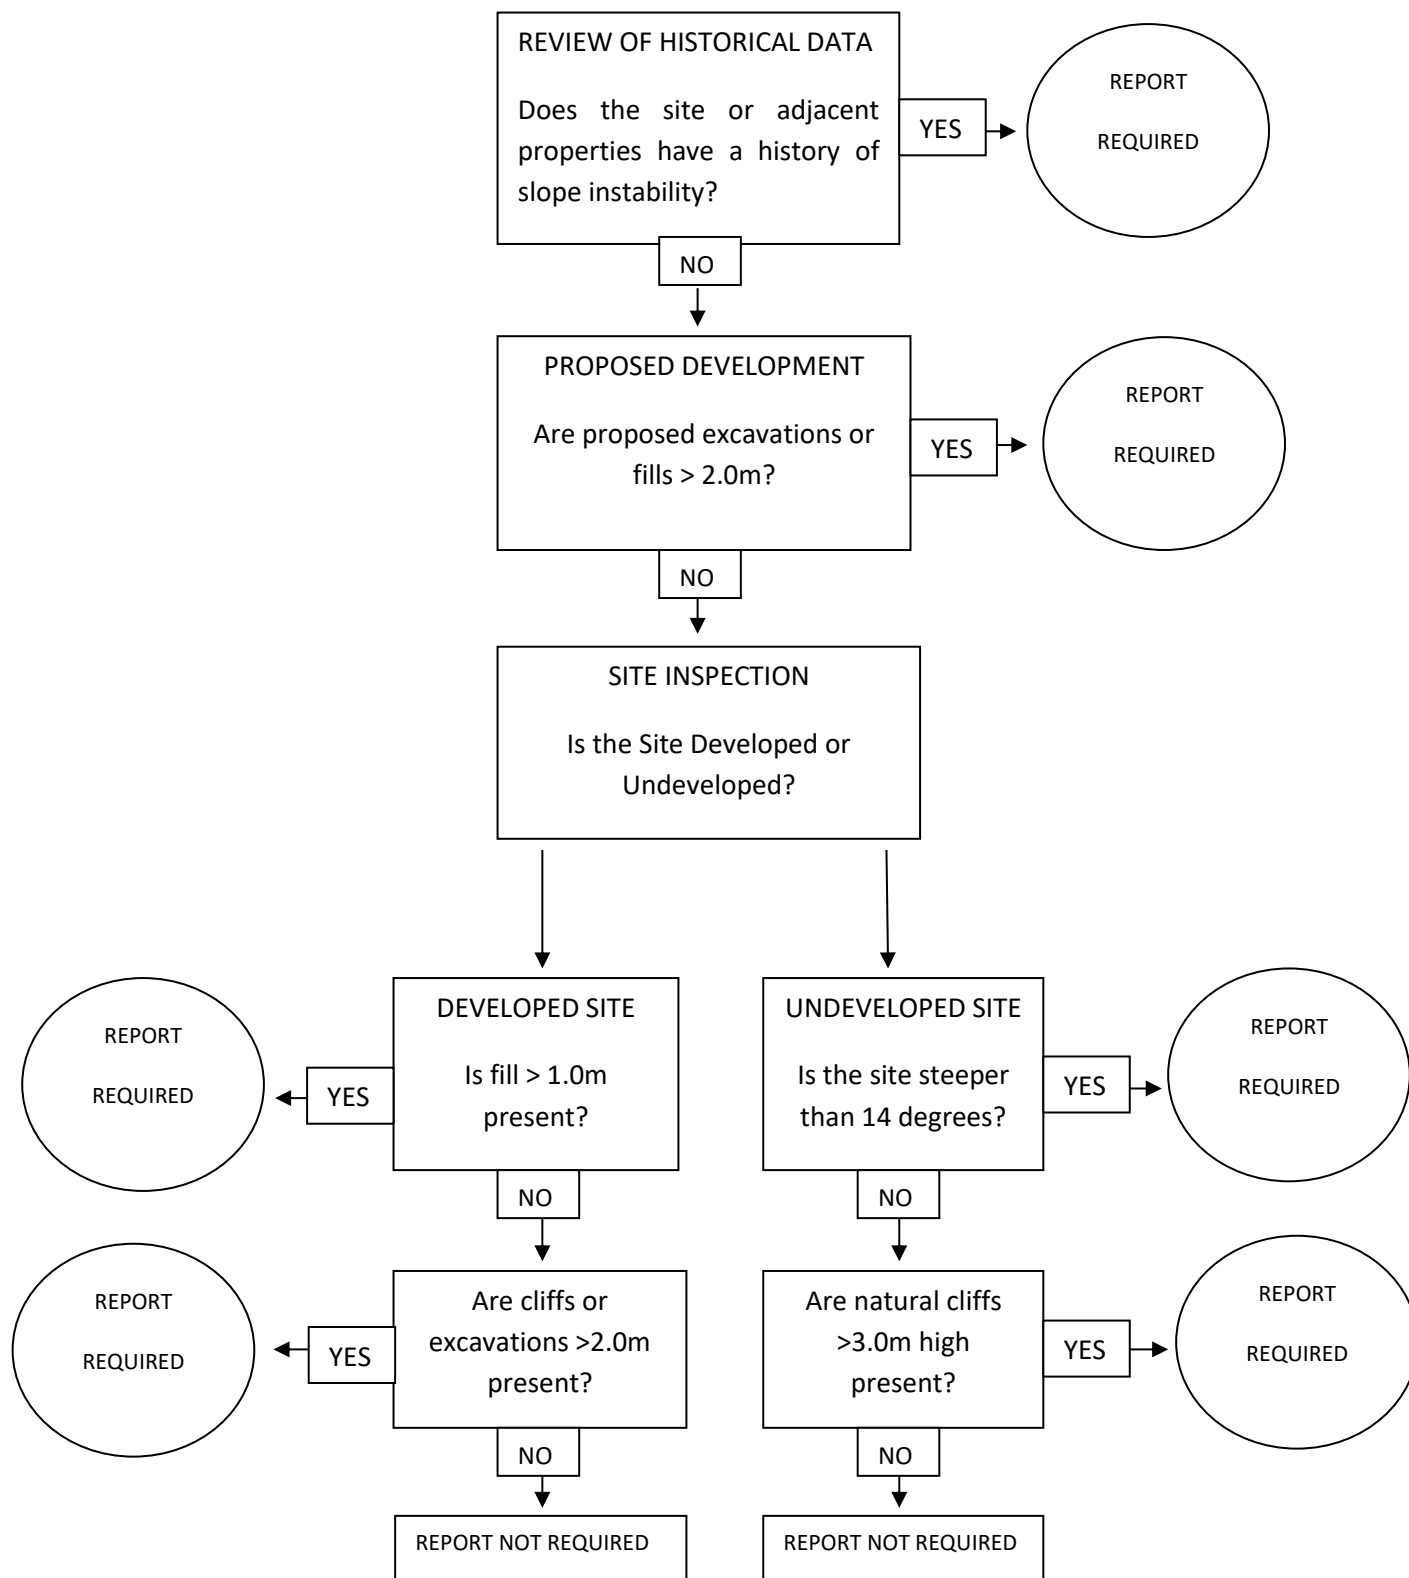 REVIEW OF HISTORICAL DATA
Does the site or adjacent
properties have a history of
slope instability?
YES
REPORT
REQUIRED
NO
PROPOSED DEVELOPMENT
Are proposed excavations or
fills > 2.0m?
YES
REPORT
REQUIRED
NO
SITE INSPECTION
Is the Site Developed or
Undeveloped?
DEVELOPED SITE
Is fill > 1.0m
present?
YES
REPORT
REQUIRED
NO
Are cliffs or
excavations >2.0m
present?
YES
REPORT
REQUIRED
NO
REPORT NOT REQUIRED
UNDEVELOPED SITE
Is the site steeper
than 14 degrees?
YES
REPORT
REQUIRED
NO
Are natural cliffs
>3.0m high
present?
YES
REPORT
REQUIRED
NO
REPORT NOT REQUIRED